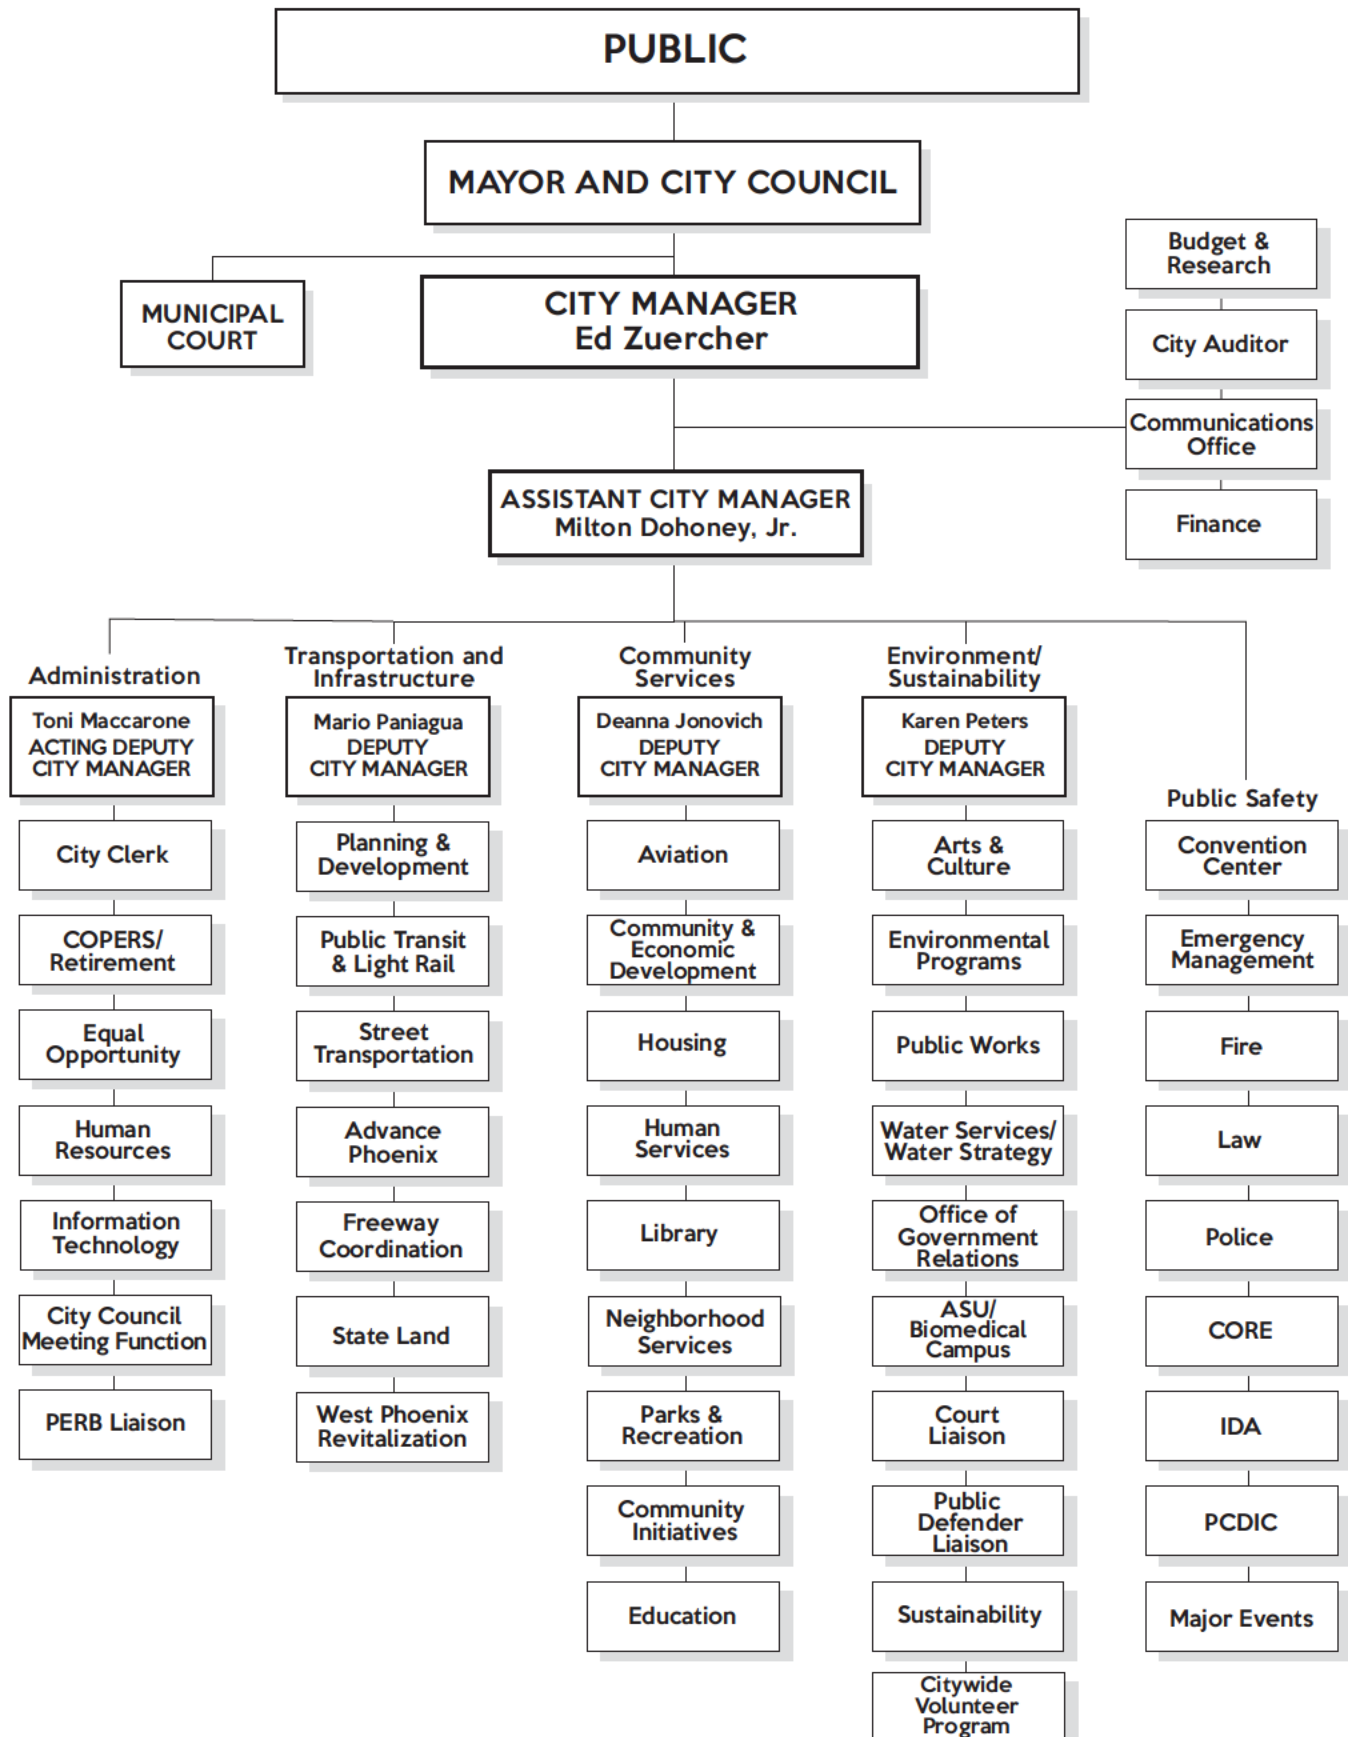 PUBLIC
MAYOR AND CITY COUNCIL
MUNICIPAL
COURT
CITY MANAGER
Ed Zuercher
Budget &
Research
City Auditor
Communications
Office
Finance
ASSISTANT CITY MANAGER
Milton Dohoney, Jr.
Administration
Toni Maccarone
ACTING DEPUTY
CITY MANAGER
City Clerk
COPERS/
Retirement
Equal
Opportunity
Human
Resources
Information
Technology
City Council
Meeting Function
PERB Liaison
Transportation and
Infrastructure
Mario Paniagua
DEPUTY
CITY MANAGER
Planning &
Development
Public Transit
& Light Rail
Street
Transportation
Advance
Phoenix
Freeway
Coordination
State Land
West Phoenix
Revitalization
Community
Services
Deanna Jonovich
DEPUTY
CITY MANAGER
Aviation
Community &
Economic
Development
Housing
Human
Services
Library
Neighborhood
Services
Parks &
Recreation
Community
Initiatives
Education
Environment/
Sustainability
Karen Peters
DEPUTY
CITY MANAGER
Arts &
Culture
Environmental
Programs
Public Works
Water Services/
Water Strategy
Office of
Government
Relations
ASU/
Biomedical
Campus
Court
Liaison
Public
Defender
Liaison
Sustainability
Citywide
Volunteer
Program
Public Safety
Convention
Center
Emergency
Management
Fire
Law
Police
CORE
IDA
PCDIC
Major Events